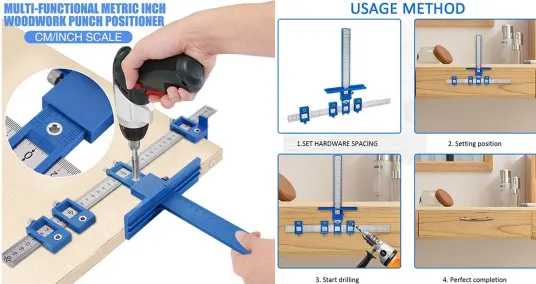 MULTI-FUNCTIONAL METRIC INCH
WOODWORK PUNCH POSITIONER
CM/INCH SCALE
USAGE METHOD
1.SET HARDWARE SPACING
2. Setting position
3. Start drilling
4. Perfect completion